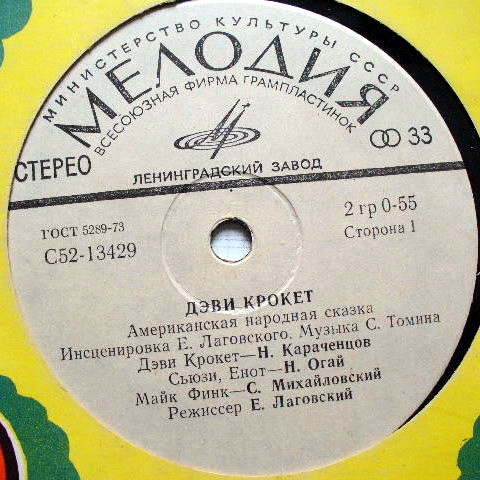 МИНИСТЕРСТВО КУЛЬТУРЫ СССР
МЕЛОДИЯ
ВСЕСОЮЗНАЯ ФИРМА ГРАМПЛАСТИНОК
СТЕРЕО
33
ЛЕНИНГРАДСКИЙ ЗАВОД
ГОСТ 5289-73
2 гр 0-55
С52-13429
Сторона 1
ДЭВИ КРОКЕТ
Американская народная сказка
Инсценировка Е. Лаговского. Музыка С. Томина
Дэви Крокет—Н. Караченцов
Сьюзи, Енот—Н. Огай
Майк Финк—С. Михайловский
Режиссер Е. Лаговский